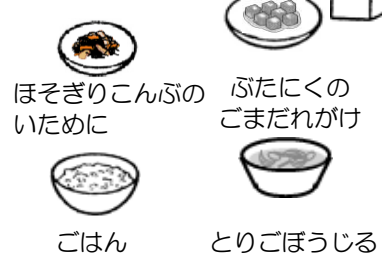 ほそぎりこんぶの
いために
ぶたにくの
ごまだれがけ
ごはん
とりごぼうじる